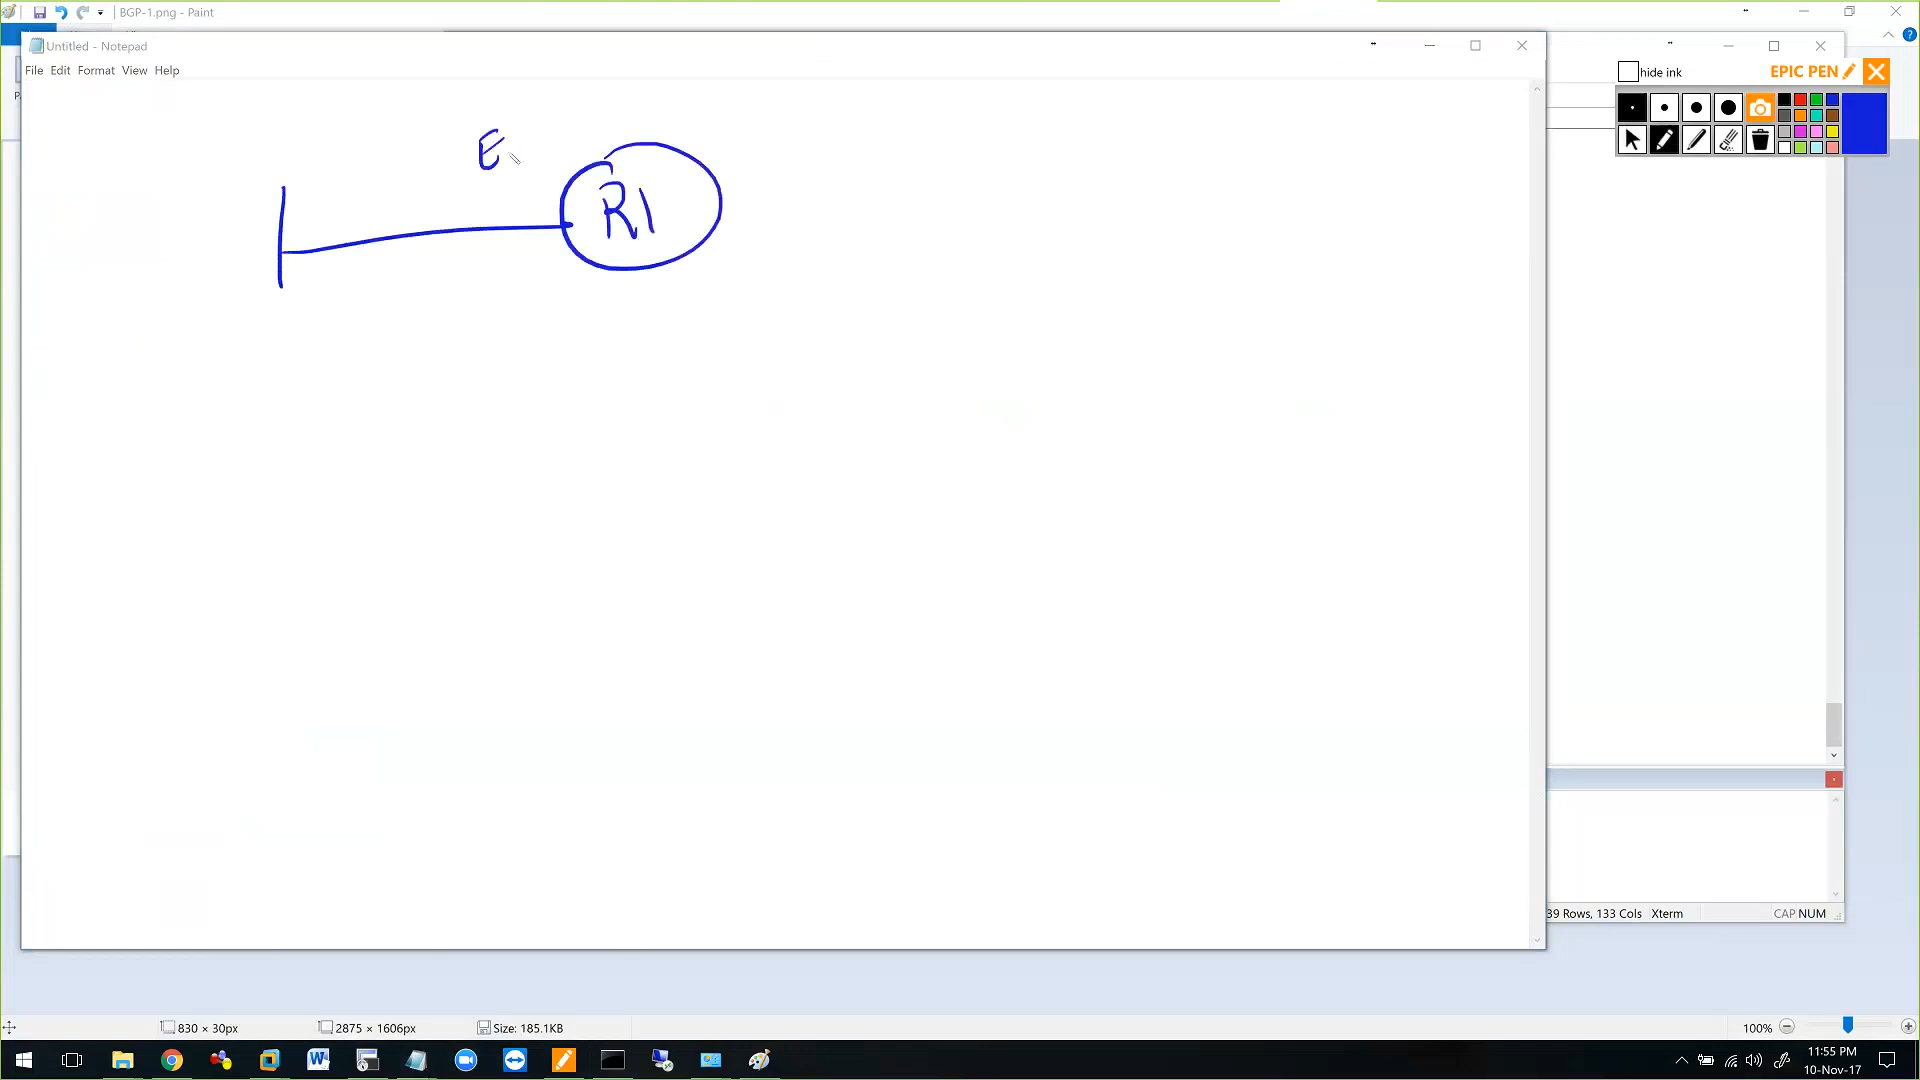 BGP-1.png - Paint
Untitled - Notepad
File Edit Format View Help
hide ink
EPIC PEN
E
R1
39 Rows, 133 Cols Xterm CAP NUM
830 × 30px 2875 × 1606px Size: 185.1KB 100%
11:55 PM
10-Nov-17